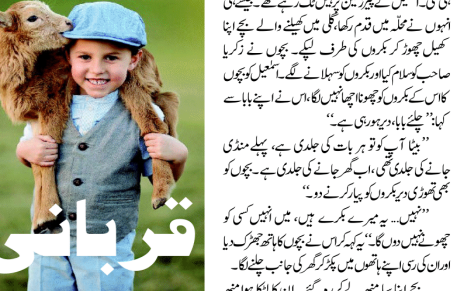 قربانی
انہوں نے محلّہ میں قدم رکھا، گلی میں کھیلنے والے بچے اپنا
کھیل چھوڑ کر بکروں کی طرف لپکے۔ بچوں نے زکریا
صاحب کو سلام کیا اور بکروں کو سہلانے لگے۔ اسمٰعیل کو بچوں
کا اس کے بکروں کو چھونا اچھا نہیں لگا، اس نے اپنے بابا سے
کہا: ’’چلئے بابا، دیر ہورہی ہے۔‘‘
’’بیٹا آپ کو تو ہر بات کی جلدی ہے، پہلے منڈی
جانے کی جلدی تھی، اب گھر جانے کی جلدی ہے۔ بچوں کو
بھی تھوڑی دیر بکروں کو پیار کرنے دو۔‘‘
’’نہیں... یہ میرے بکرے ہیں، میں انہیں کسی کو
چھونے نہیں دوں گا۔‘‘ یہ کہہ کر اس نے بچوں کا ہاتھ جھڑک دیا
اور ان کی رسی اپنے ہاتھوں میں پکڑ کر گھر کی جانب چلنے لگا۔